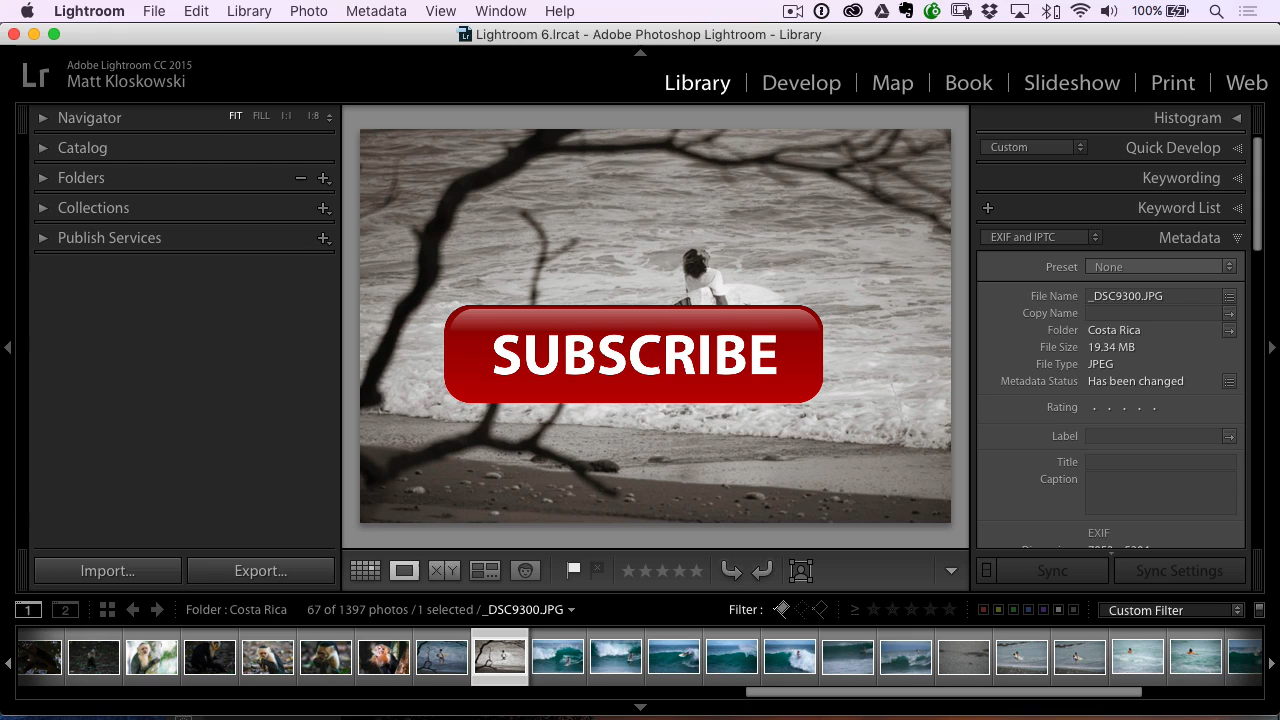 Lightroom File Edit Library Photo Metadata View Window Help 100%
Lightroom 6.lrcat - Adobe Photoshop Lightroom - Library
Lr Adobe Lightroom CC 2015
Matt Kloskowski
Library Develop Map Book Slideshow Print Web
Navigator FIT FILL 1:1 1:8
Catalog
Folders
Collections
Publish Services
Histogram
Custom Quick Develop
Keywording
Keyword List
EXIF and IPTC Metadata
Preset None
File Name _DSC9300.JPG
Copy Name
Folder Costa Rica
File Size 19.34 MB
File Type JPEG
Metadata Status Has been changed
Rating
Label
Title
Caption
EXIF
SUBSCRIBE
Import... Export... XY Sync Sync Settings
1 2 Folder : Costa Rica 67 of 1397 photos / 1 selected / _DSC9300.JPG Filter : Custom Filter